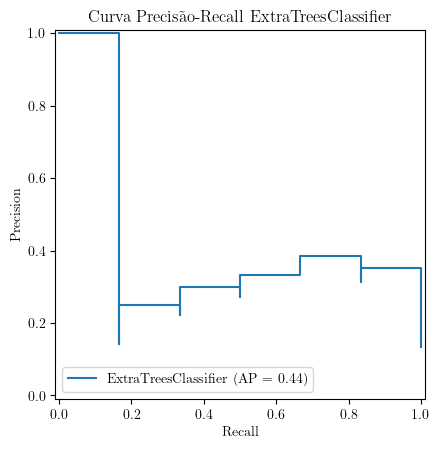 Curva Precisão-Recall ExtraTreesClassifier
1.0
0.8
0.6
0.4
0.2
0.0
Precision
ExtraTreesClassifier (AP = 0.44)
0.0 0.2 0.4 0.6 0.8 1.0
Recall